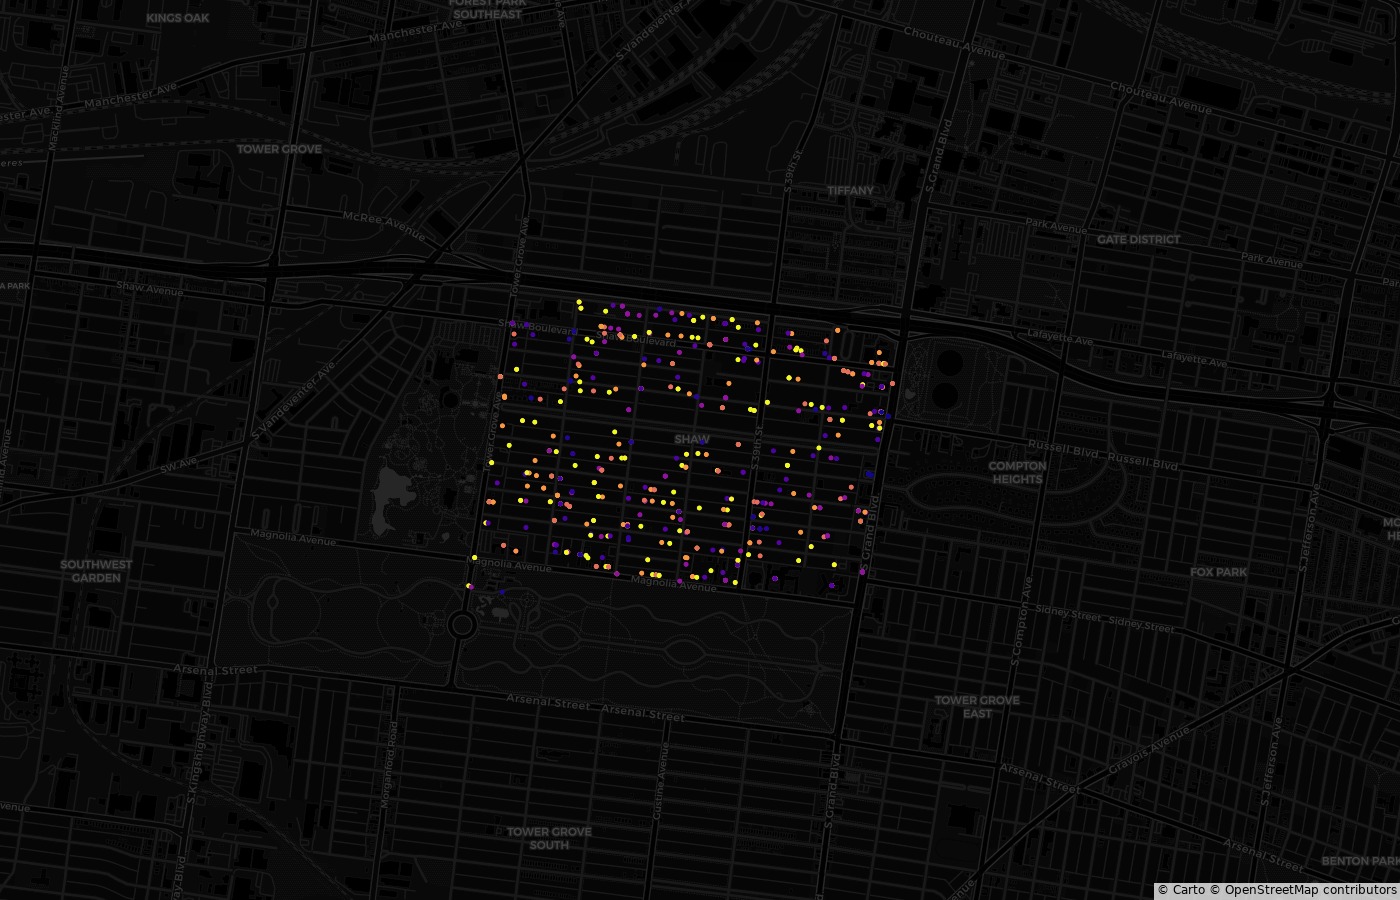 KINGS OAK
FOREST PARK
SOUTHEAST
Manchester Ave
S Vandeventer
Chouteau Avenue
Manchester Ave
Chouteau Avenue
Macklind Avenue
TOWER GROVE
S 39th St
S Grand Blvd
TIFFANY
McRee Avenue
Park Avenue
GATE DISTRICT
Park Avenue
Tower Grove Ave
Shaw Avenue
Shaw Boulevard
Shaw Boulevard
Lafayette Ave
Lafayette Ave
S Vandeventer Ave
SHAW
S 39th St
Russell Blvd
Russell Blvd
SW Ave
COMPTON
HEIGHTS
S Grand Blvd
S Jefferson Ave
Magnolia Avenue
Magnolia Avenue
Magnolia Avenue
SOUTHWEST
GARDEN
FOX PARK
S Compton Ave
Sidney Street
Sidney Street
Arsenal Street
Arsenal Street
Arsenal Street
TOWER GROVE
EAST
S Kingshighway Blvd
Morganford Road
Gustine Avenue
S Grand Blvd
Gravois Avenue
Arsenal Street
S Jefferson Ave
TOWER GROVE
SOUTH
Arsenal Street
BENTON PARK
© Carto © OpenStreetMap contributors